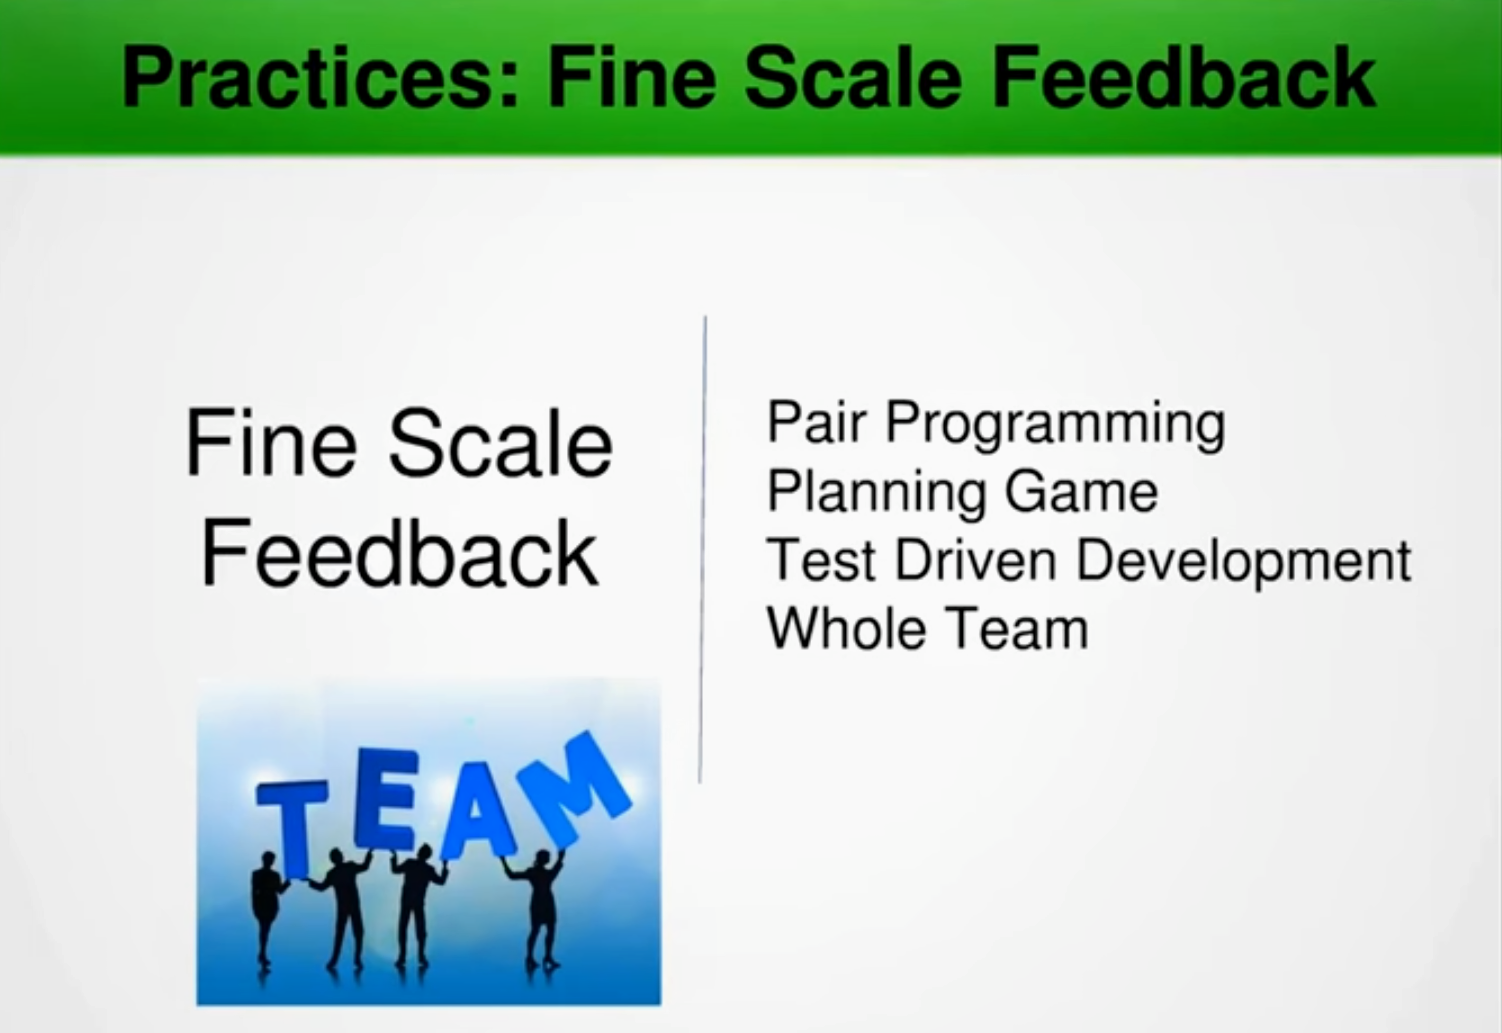 Practices: Fine Scale Feedback
Fine Scale
Feedback
Pair Programming
Planning Game
Test Driven Development
Whole Team
TEAM